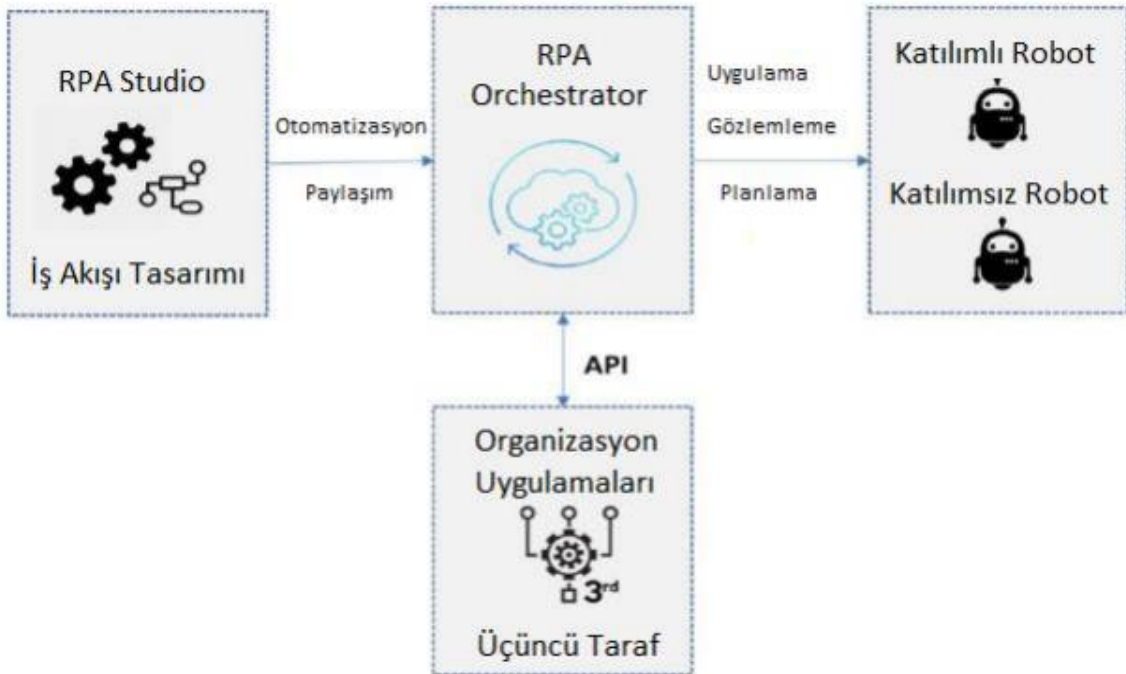 RPA Studio
İş Akışı Tasarımı
Otomatizasyon
Paylaşım
RPA
Orchestrator
Uygulama
Gözlemleme
Planlama
Katılımlı Robot
Katılımsız Robot
API
Organizasyon
Uygulamaları
3rd
Üçüncü Taraf